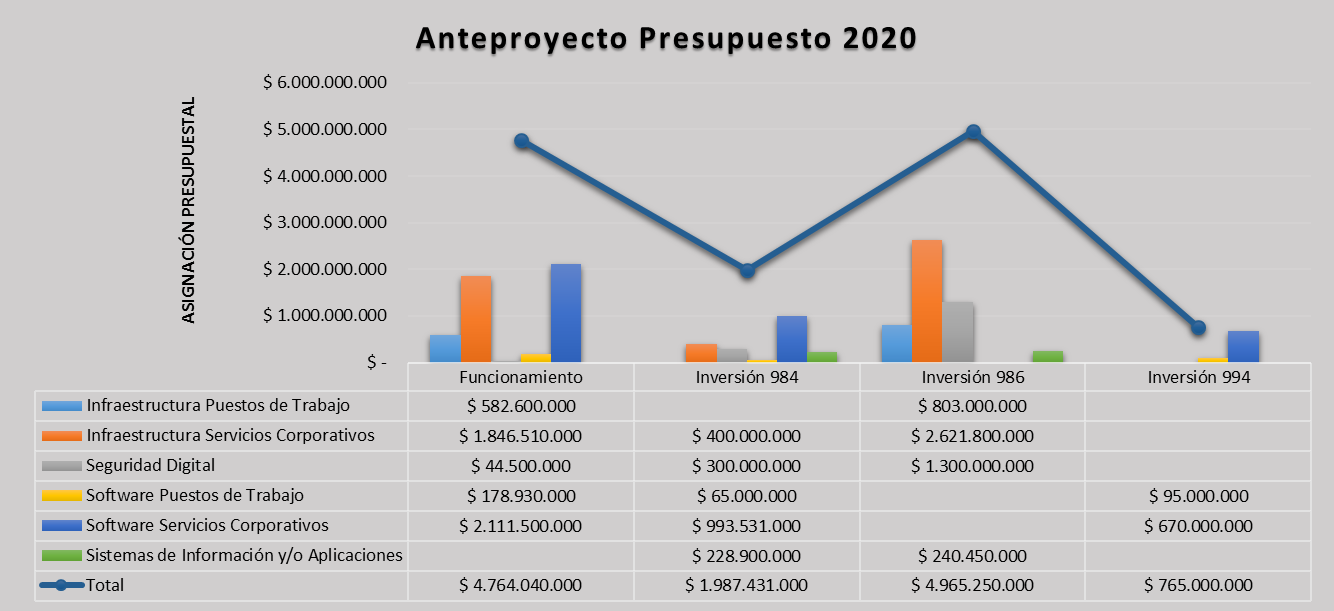 Anteproyecto Presupuesto 2020
ASIGNACIÓN PRESUPUESTAL
$ 6.000.000.000
$ 5.000.000.000
$ 4.000.000.000
$ 3.000.000.000
$ 2.000.000.000
$ 1.000.000.000
$ -
Funcionamiento Inversión 984 Inversión 986 Inversión 994
Infraestructura Puestos de Trabajo $ 582.600.000 $ 803.000.000
Infraestructura Servicios Corporativos $ 1.846.510.000 $ 400.000.000 $ 2.621.800.000
Seguridad Digital $ 44.500.000 $ 300.000.000 $ 1.300.000.000
Software Puestos de Trabajo $ 178.930.000 $ 65.000.000 $ 95.000.000
Software Servicios Corporativos $ 2.111.500.000 $ 993.531.000 $ 670.000.000
Sistemas de Información y/o Aplicaciones $ 228.900.000 $ 240.450.000
Total $ 4.764.040.000 $ 1.987.431.000 $ 4.965.250.000 $ 765.000.000